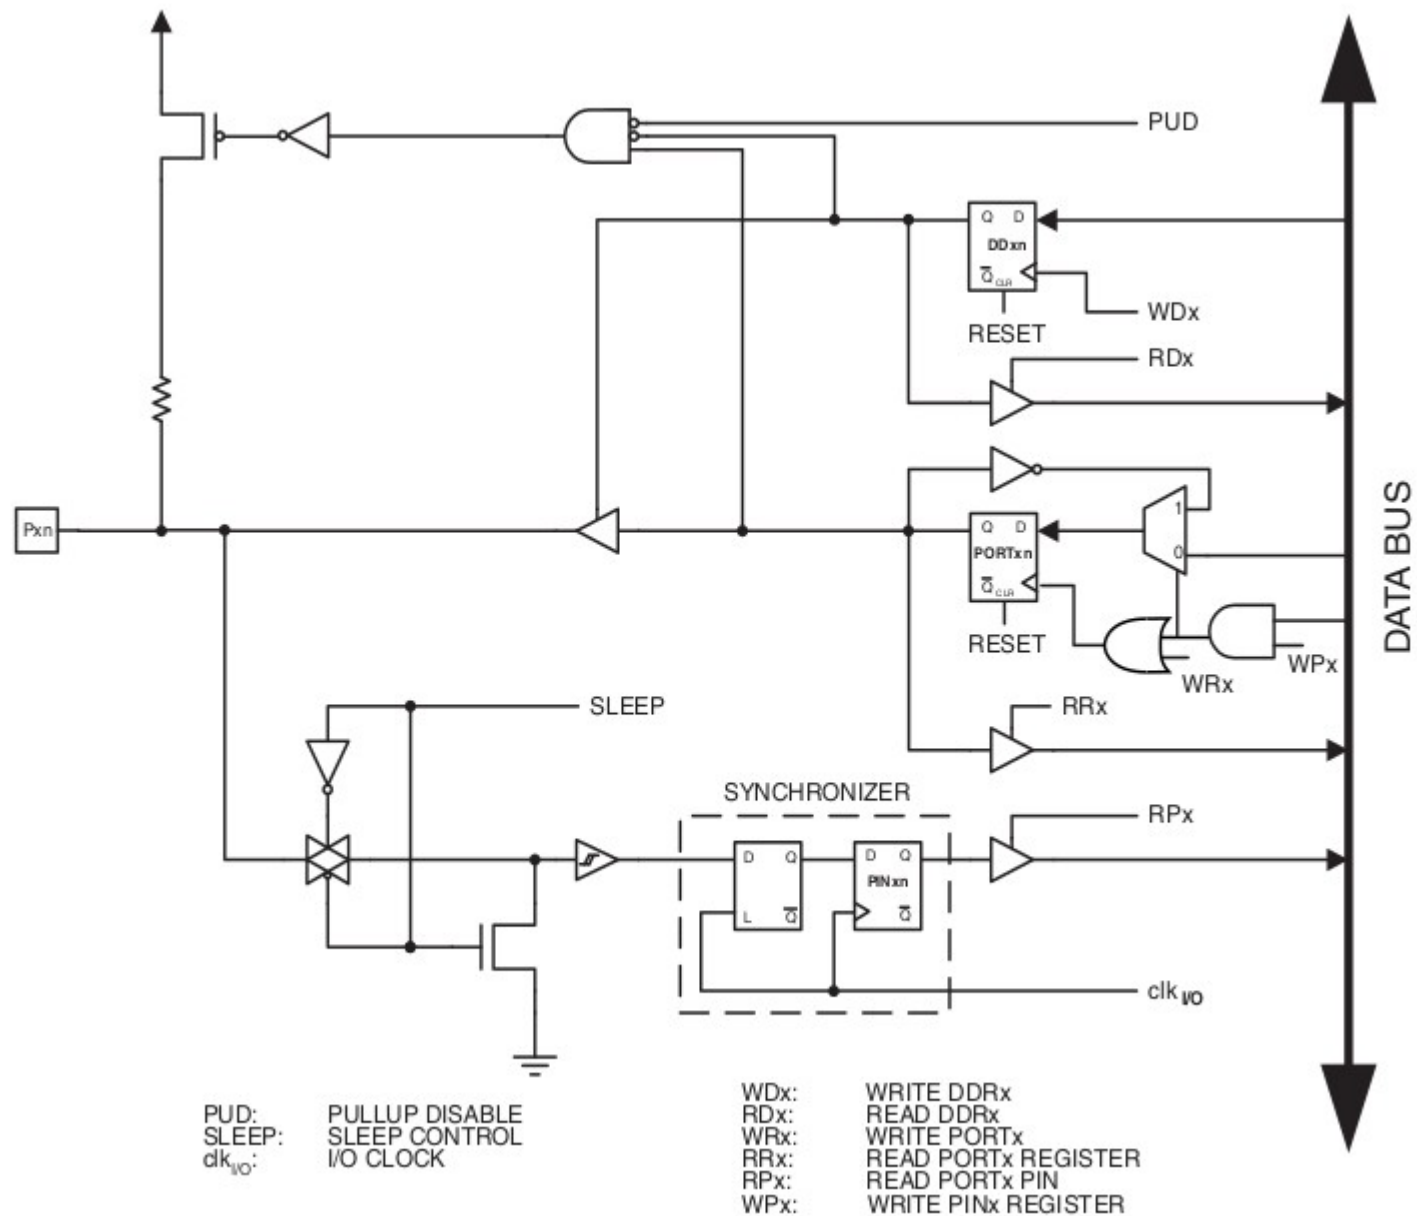 PUD
Q D
DDxn
Q CLR
WDx
RESET
RDx
Pxn
1
Q D
PORTxn
0
Q CLR
RESET
WPx
WRx
DATA BUS
SLEEP
RRx
SYNCHRONIZER
RPx
D Q
D Q
PINxn
L Q
Q
clk I/O
WDx: WRITE DDRx
PUD: PULLUP DISABLE
RDx: READ DDRx
SLEEP: SLEEP CONTROL
WRx: WRITE PORTx
clk I/O: I/O CLOCK
RRx: READ PORTx REGISTER
RPx: READ PORTx PIN
WPx: WRITE PINx REGISTER